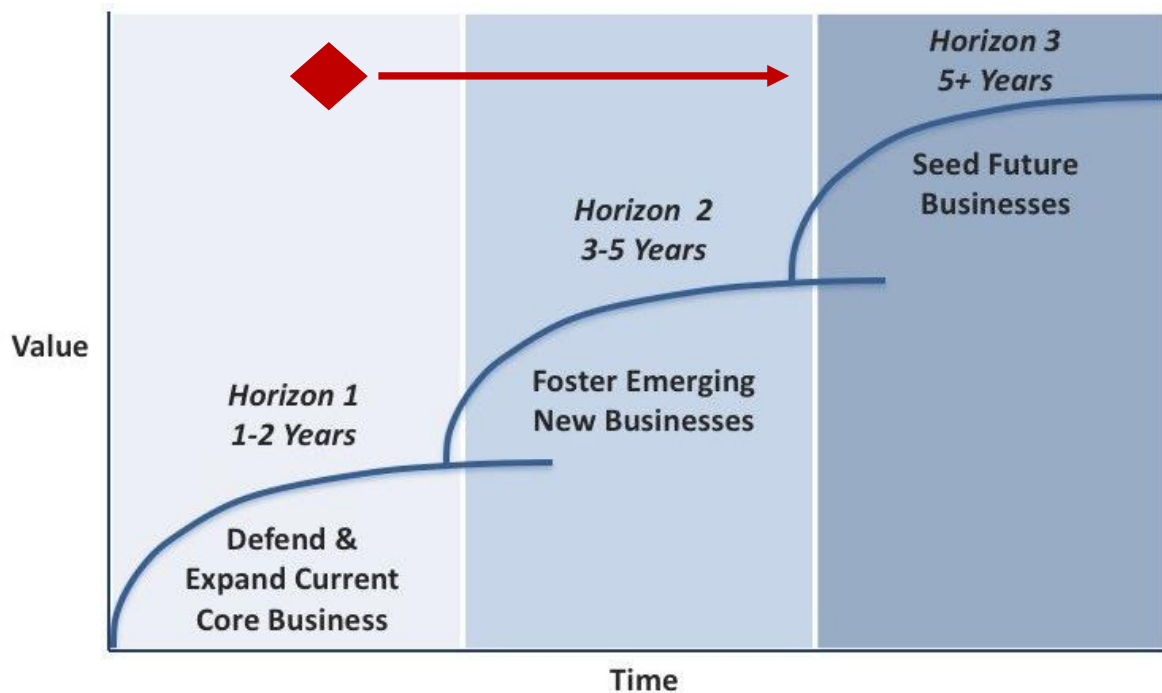 Horizon 3
5+ Years
Seed Future
Businesses
Horizon 2
3-5 Years
Foster Emerging
New Businesses
Value
Horizon 1
1-2 Years
Defend &
Expand Current
Core Business
Time